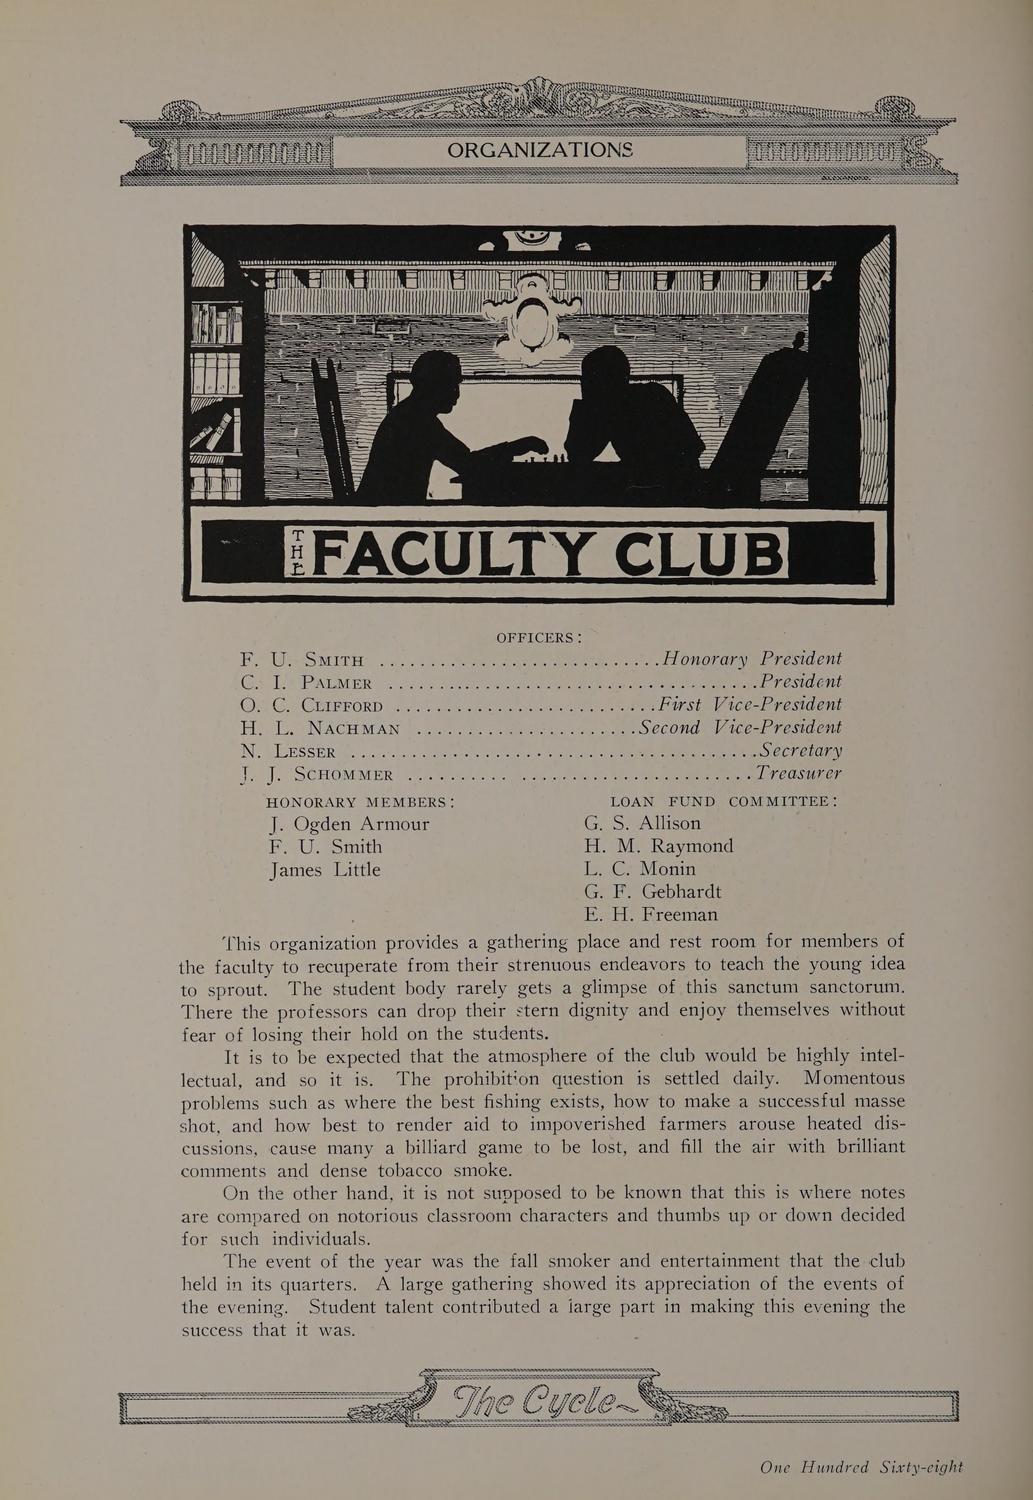 ORGANIZATIONS
ALEXANDRE.
THE FACULTY CLUB
OFFICERS:
F. U. Smith ............................ Honorary President
C. I. Palmer ..................................... President
O. C. Clifford .......................... First Vice-President
H. L. Nachman ...................... Second Vice-President
N. Lesser ......................................... Secretary
J. J. Schommer .......... ....................... Treasurer
HONORARY MEMBERS:
J. Ogden Armour
F. U. Smith
James Little
LOAN FUND COMMITTEE:
G. S. Allison
H. M. Raymond
L. C. Monin
G. F. Gebhardt
E. H. Freeman
This organization provides a gathering place and rest room for members of
the faculty to recuperate from their strenuous endeavors to teach the young idea
to sprout. The student body rarely gets a glimpse of this sanctum sanctorum.
There the professors can drop their stern dignity and enjoy themselves without
fear of losing their hold on the students.
It is to be expected that the atmosphere of the club would be highly intel-
lectual, and so it is. The prohibition question is settled daily. Momentous
problems such as where the best fishing exists, how to make a successful masse
shot, and how best to render aid to impoverished farmers arouse heated dis-
cussions, cause many a billiard game to be lost, and fill the air with brilliant
comments and dense tobacco smoke.
On the other hand, it is not supposed to be known that this is where notes
are compared on notorious classroom characters and thumbs up or down decided
for such individuals.
The event of the year was the fall smoker and entertainment that the club
held in its quarters. A large gathering showed its appreciation of the events of
the evening. Student talent contributed a large part in making this evening the
success that it was.
The Cycle
One Hundred Sixty-eight